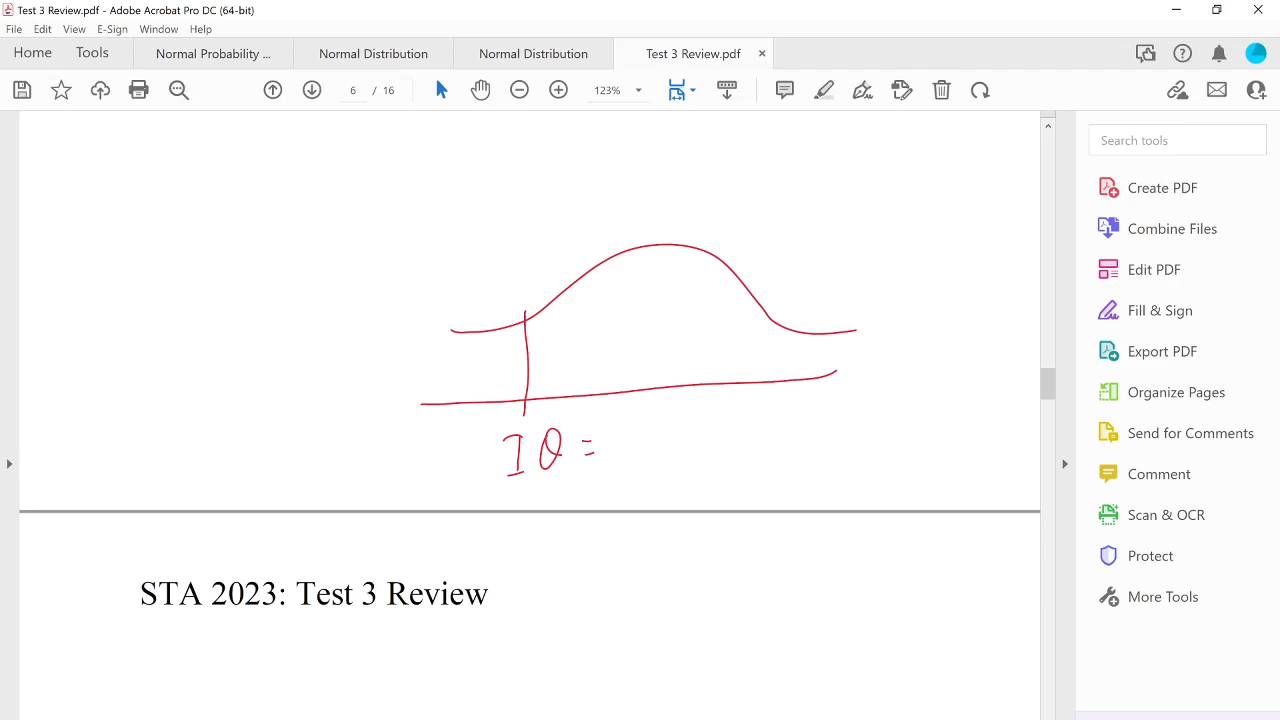 Test 3 Review.pdf - Adobe Acrobat Pro DC (64-bit)
File Edit View E-Sign Window Help
Home Tools Normal Probability ... Normal Distribution Normal Distribution Test 3 Review.pdf ×
6 / 16 123%
Search tools
Create PDF
Combine Files
Edit PDF
Fill & Sign
Export PDF
Organize Pages
Send for Comments
Comment
Scan & OCR
Protect
More Tools
IQ =
STA 2023: Test 3 Review